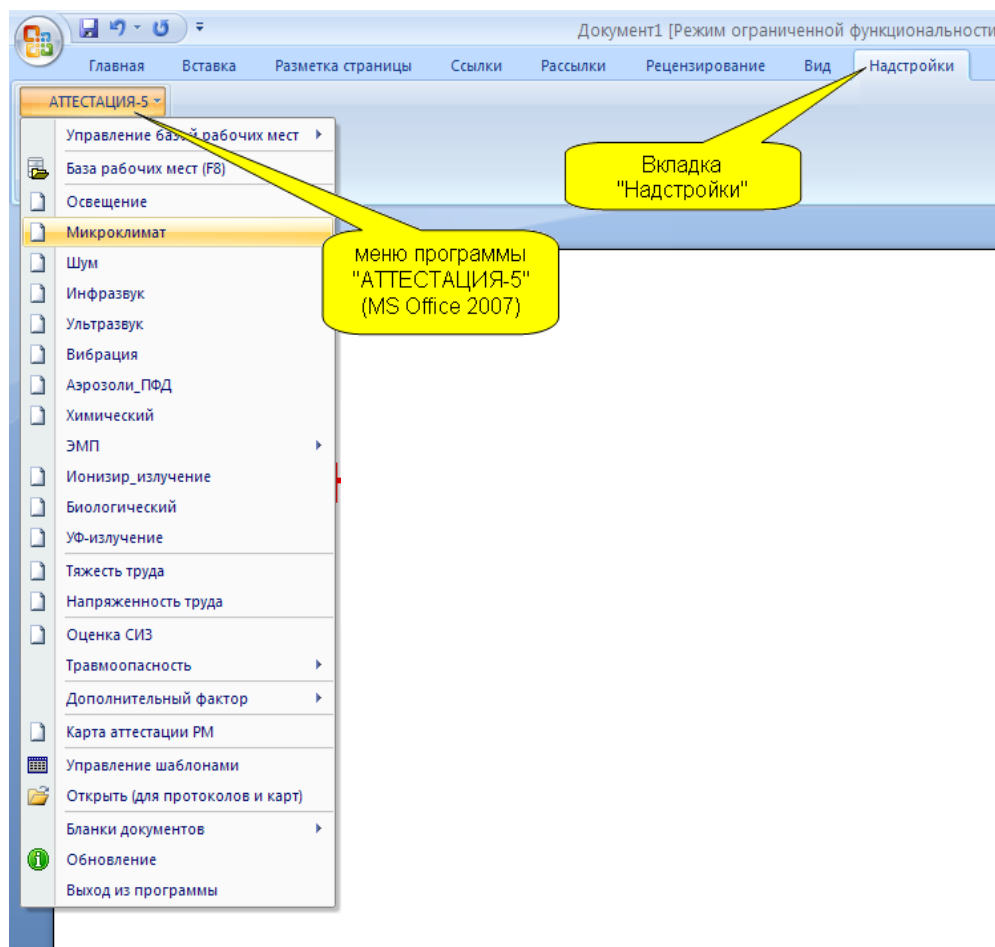 Документ1 [Режим ограниченной функциональности
Главная Вставка Разметка страницы Ссылки Рассылки Рецензирование Вид Надстройки
АТТЕСТАЦИЯ-5
Управление базой рабочих мест
База рабочих мест (F8)
Освещение
Микроклимат
Шум
Инфразвук
Ультразвук
Вибрация
Аэрозоли_ПФД
Химический
ЭМП
Ионизир_излучение
Биологический
УФ-излучение
Тяжесть труда
Напряженность труда
Оценка СИЗ
Травмоопасность
Дополнительный фактор
Карта аттестации РМ
Управление шаблонами
Открыть (для протоколов и карт)
Бланки документов
Обновление
Выход из программы
Вкладка
"Надстройки"
меню программы
"АТТЕСТАЦИЯ-5"
(MS Office 2007)